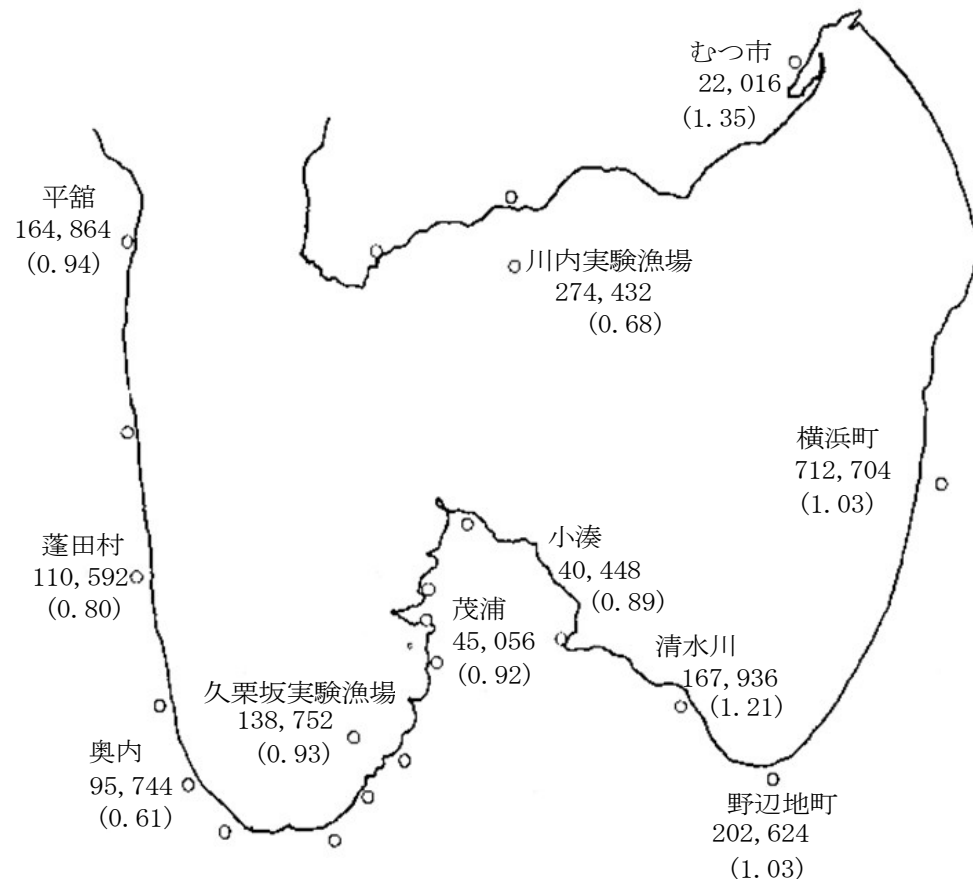 むつ市
22,016
(1.35)
平舘
164,864
(0.94)
川内実験漁場
274,432
(0.68)
横浜町
712,704
(1.03)
蓬田村
110,592
(0.80)
小湊
40,448
(0.89)
茂浦
45,056
(0.92)
清水川
167,936
(1.21)
久栗坂実験漁場
138,752
(0.93)
奥内
95,744
(0.61)
野辺地町
202,624
(1.03)